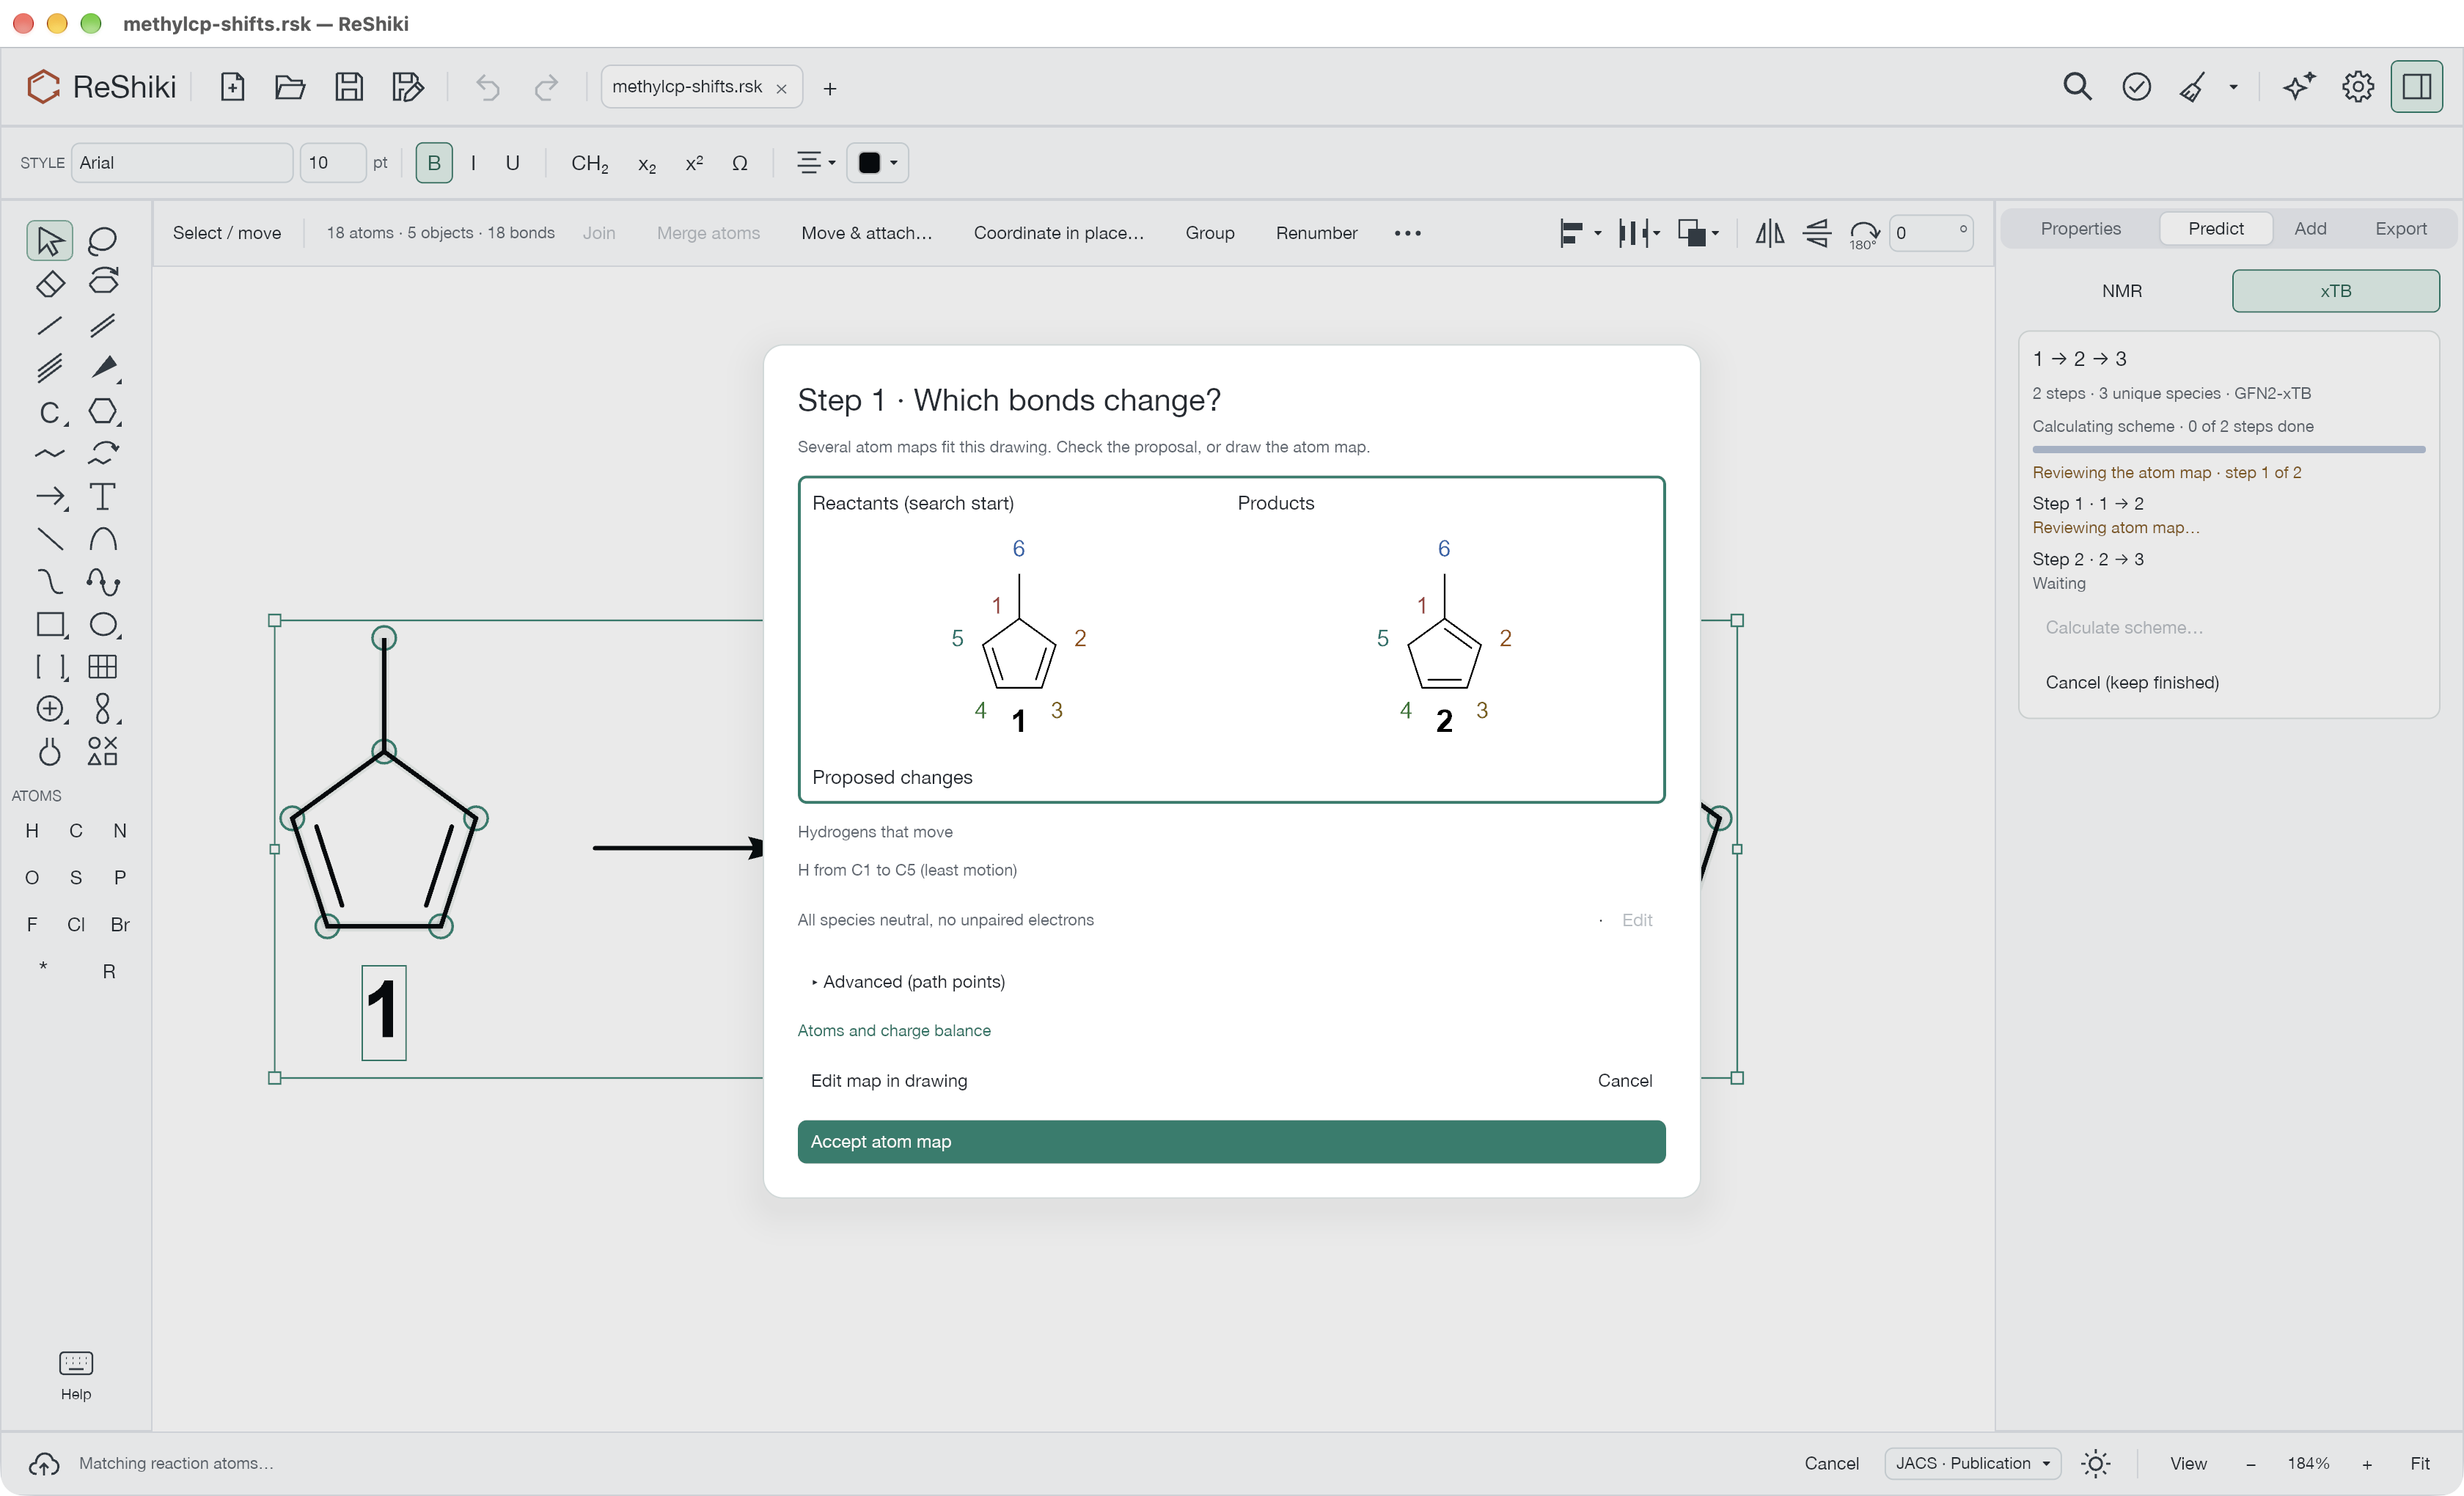 methylcp-shifts.rsk — ReShiki
ReShiki
methylcp-shifts.rsk × +
STYLE Arial 10 pt B I U CH₂ x₂ x² Ω
Select / move 18 atoms · 5 objects · 18 bonds Join Merge atoms Move & attach... Coordinate in place... Group Renumber ••• 180° 0 °
Properties Predict Add Export
NMR xTB
1 → 2 → 3
2 steps · 3 unique species · GFN2-xTB
Calculating scheme · 0 of 2 steps done
Reviewing the atom map · step 1 of 2
Step 1 · 1 → 2
Reviewing atom map...
Step 2 · 2 → 3
Waiting
Calculate scheme...
Cancel (keep finished)
C
T
ATOMS
H C N
O S P
F Cl Br
* R
Help
1
Step 1 · Which bonds change?
Several atom maps fit this drawing. Check the proposal, or draw the atom map.
Reactants (search start) Products
6 6
1 1
5 2 5 2
4 1 3 4 2 3
Proposed changes
Hydrogens that move
H from C1 to C5 (least motion)
All species neutral, no unpaired electrons · Edit
Advanced (path points)
Atoms and charge balance
Edit map in drawing Cancel
Accept atom map
Matching reaction atoms... Cancel JACS · Publication View − 184% + Fit